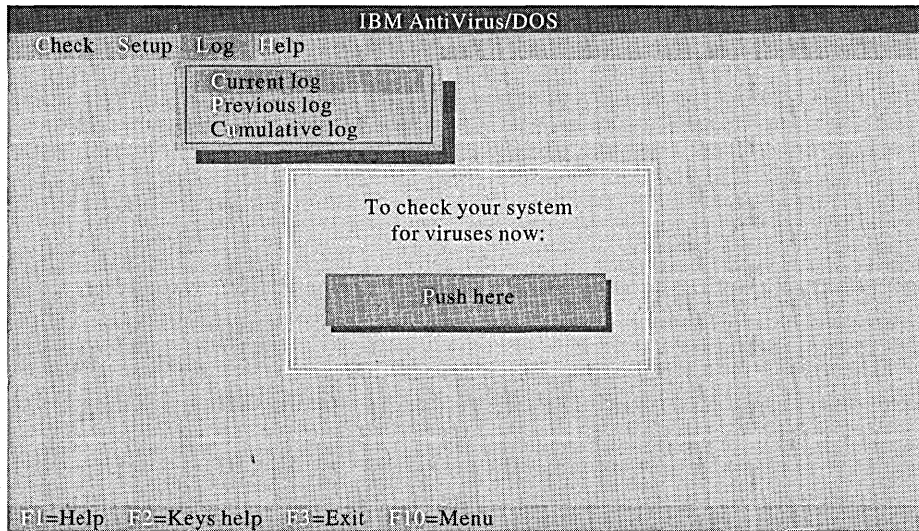 IBM AntiVirus/DOS
Check Setup Log Help
Current log
Previous log
Cumulative log
To check your system
for viruses now:
Push here
F1=Help F2=Keys help F3=Exit F10=Menu